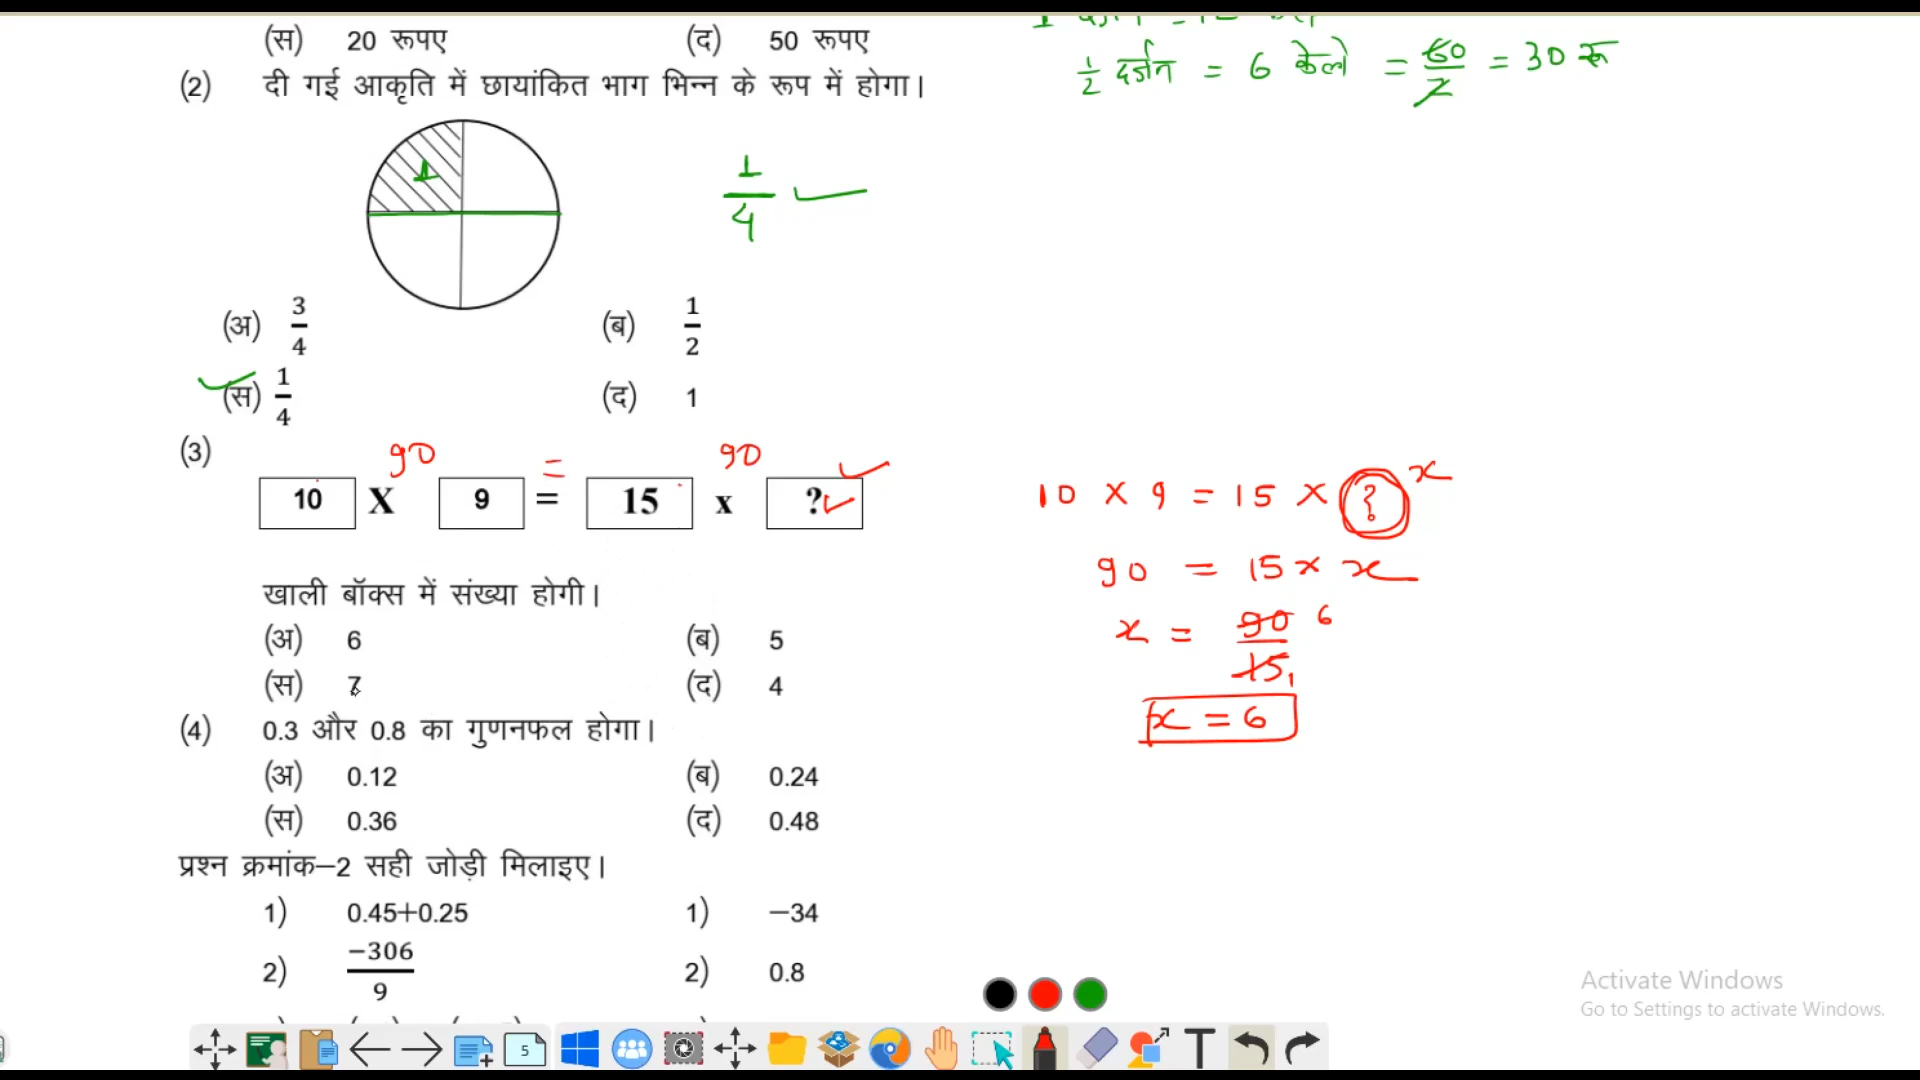 (स) 20 रूपए (द) 50 रूपए
1/2 दर्जन = 6 केले = 60/2 = 30 रू
(2) दी गई आकृति में छायांकित भाग भिन्न के रूप में होगा।
1
1/4
(अ) 3/4 (ब) 1/2
(स) 1/4 (द) 1
(3)
90 = 90
10 X 9 = 15 x ?
10 × 9 = 15 × ? x
90 = 15 × x
x = 90/15 6 1
x = 6
खाली बॉक्स में संख्या होगी।
(अ) 6 (ब) 5
(स) 7 (द) 4
(4) 0.3 और 0.8 का गुणनफल होगा।
(अ) 0.12 (ब) 0.24
(स) 0.36 (द) 0.48
प्रश्न क्रमांक–2 सही जोड़ी मिलाइए।
1) 0.45+0.25 1) –34
2) −306/9 2) 0.8
5
Activate Windows
Go to Settings to activate Windows.